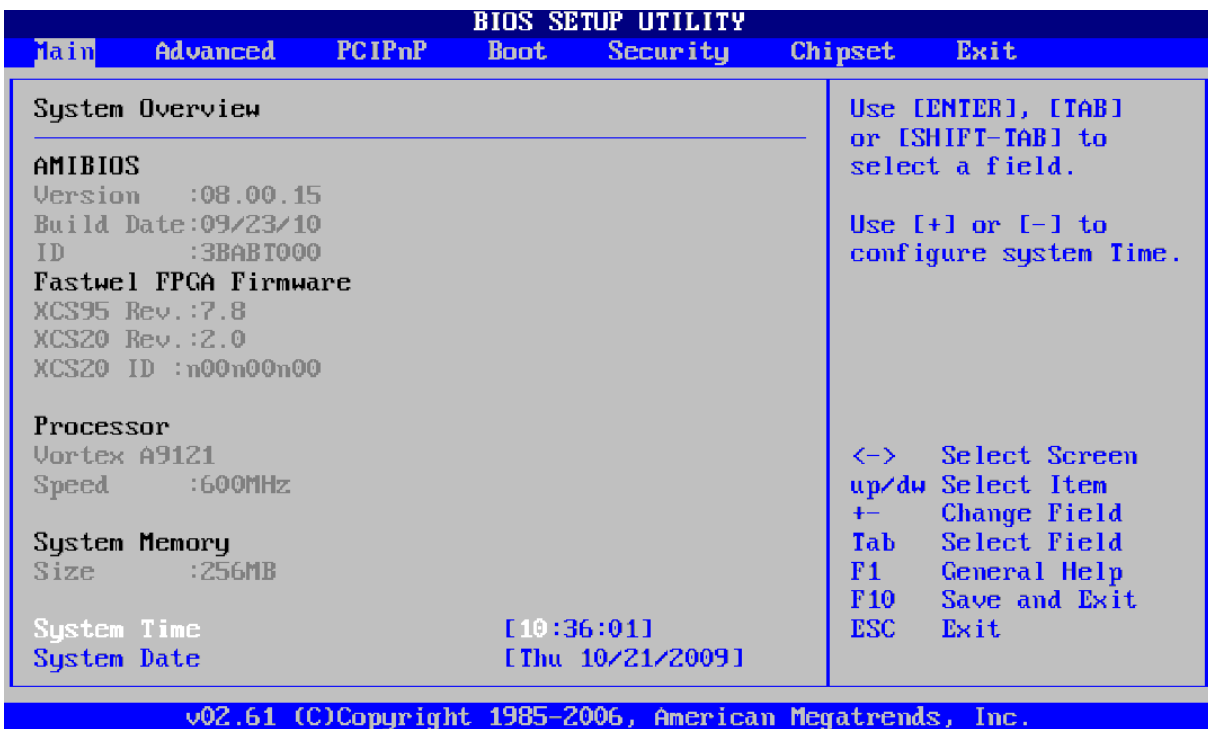 BIOS SETUP UTILITY
Main Advanced PCIPnP Boot Security Chipset Exit
System Overview
AMIBIOS
Version :08.00.15
Build Date:09/23/10
ID :3BABT000
Fastwel FPGA Firmware
XCS95 Rev.:7.8
XCS20 Rev.:2.0
XCS20 ID :n00n00n00
Processor
Vortex A9121
Speed :600MHz
System Memory
Size :256MB
System Time [10:36:01]
System Date [Thu 10/21/2009]
Use [ENTER], [TAB]
or [SHIFT-TAB] to
select a field.
Use [+] or [-] to
configure system Time.
<-> Select Screen
up/dw Select Item
+- Change Field
Tab Select Field
F1 General Help
F10 Save and Exit
ESC Exit
v02.61 (C)Copyright 1985-2006, American Megatrends, Inc.